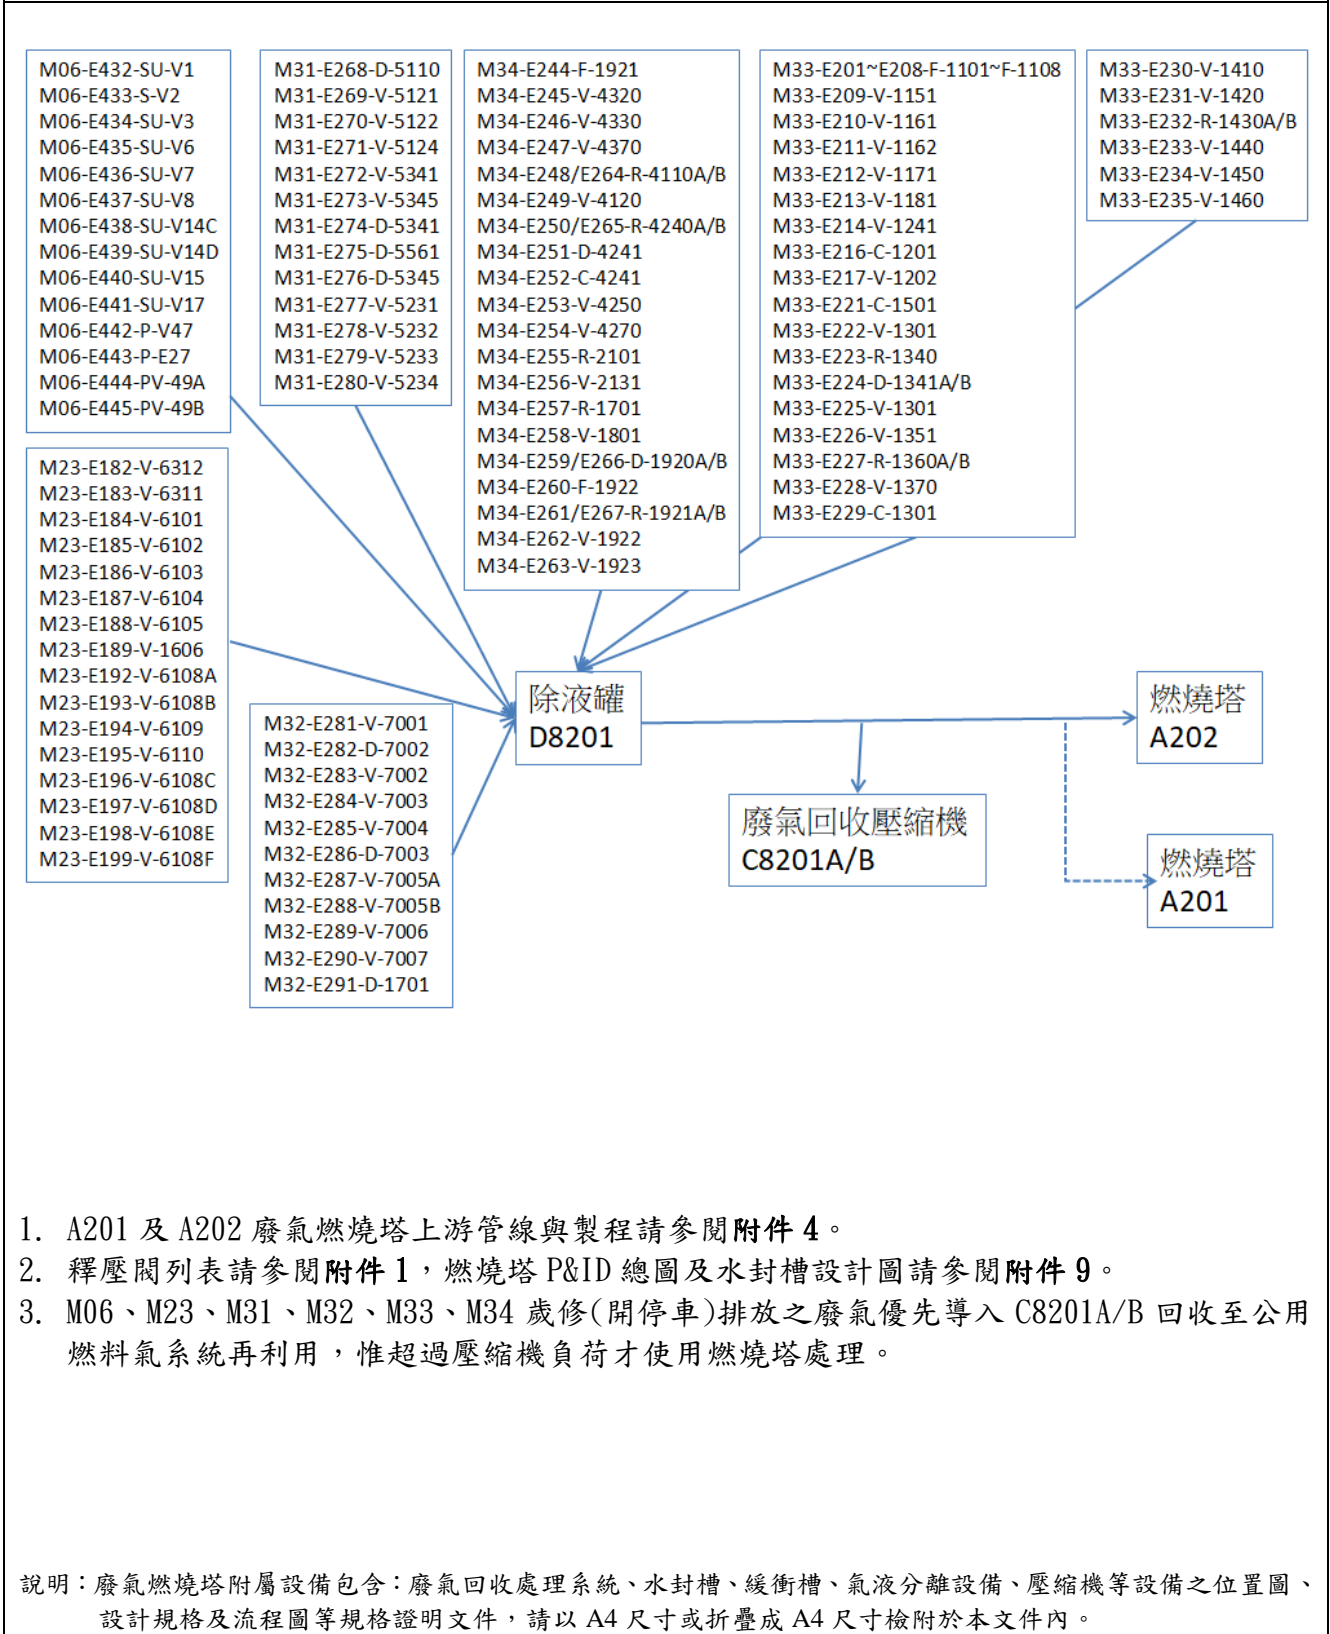 M06-E432-SU-V1
M06-E433-S-V2
M06-E434-SU-V3
M06-E435-SU-V6
M06-E436-SU-V7
M06-E437-SU-V8
M06-E438-SU-V14C
M06-E439-SU-V14D
M06-E440-SU-V15
M06-E441-SU-V17
M06-E442-P-V47
M06-E443-P-E27
M06-E444-PV-49A
M06-E445-PV-49B
M31-E268-D-5110
M31-E269-V-5121
M31-E270-V-5122
M31-E271-V-5124
M31-E272-V-5341
M31-E273-V-5345
M31-E274-D-5341
M31-E275-D-5561
M31-E276-D-5345
M31-E277-V-5231
M31-E278-V-5232
M31-E279-V-5233
M31-E280-V-5234
M34-E244-F-1921
M34-E245-V-4320
M34-E246-V-4330
M34-E247-V-4370
M34-E248/E264-R-4110A/B
M34-E249-V-4120
M34-E250/E265-R-4240A/B
M34-E251-D-4241
M34-E252-C-4241
M34-E253-V-4250
M34-E254-V-4270
M34-E255-R-2101
M34-E256-V-2131
M34-E257-R-1701
M34-E258-V-1801
M34-E259/E266-D-1920A/B
M34-E260-F-1922
M34-E261/E267-R-1921A/B
M34-E262-V-1922
M34-E263-V-1923
M33-E201~E208-F-1101~F-1108
M33-E209-V-1151
M33-E210-V-1161
M33-E211-V-1162
M33-E212-V-1171
M33-E213-V-1181
M33-E214-V-1241
M33-E216-C-1201
M33-E217-V-1202
M33-E221-C-1501
M33-E222-V-1301
M33-E223-R-1340
M33-E224-D-1341A/B
M33-E225-V-1301
M33-E226-V-1351
M33-E227-R-1360A/B
M33-E228-V-1370
M33-E229-C-1301
M33-E230-V-1410
M33-E231-V-1420
M33-E232-R-1430A/B
M33-E233-V-1440
M33-E234-V-1450
M33-E235-V-1460
M23-E182-V-6312
M23-E183-V-6311
M23-E184-V-6101
M23-E185-V-6102
M23-E186-V-6103
M23-E187-V-6104
M23-E188-V-6105
M23-E189-V-1606
M23-E192-V-6108A
M23-E193-V-6108B
M23-E194-V-6109
M23-E195-V-6110
M23-E196-V-6108C
M23-E197-V-6108D
M23-E198-V-6108E
M23-E199-V-6108F
M32-E281-V-7001
M32-E282-D-7002
M32-E283-V-7002
M32-E284-V-7003
M32-E285-V-7004
M32-E286-D-7003
M32-E287-V-7005A
M32-E288-V-7005B
M32-E289-V-7006
M32-E290-V-7007
M32-E291-D-1701
除液罐
D8201
燃燒塔
A202
廢氣回收壓縮機
C8201A/B
燃燒塔
A201
1. A201 及 A202 廢氣燃燒塔上游管線與製程請參閱附件 4。
2. 釋壓閥列表請參閱附件 1，燃燒塔 P&ID 總圖及水封槽設計圖請參閱附件 9。
3. M06、M23、M31、M32、M33、M34 歲修(開停車)排放之廢氣優先導入 C8201A/B 回收至公用
燃料氣系統再利用，惟超過壓縮機負荷才使用燃燒塔處理。
說明：廢氣燃燒塔附屬設備包含：廢氣回收處理系統、水封槽、緩衝槽、氣液分離設備、壓縮機等設備之位置圖、
設計規格及流程圖等規格證明文件，請以 A4 尺寸或折疊成 A4 尺寸檢附於本文件內。